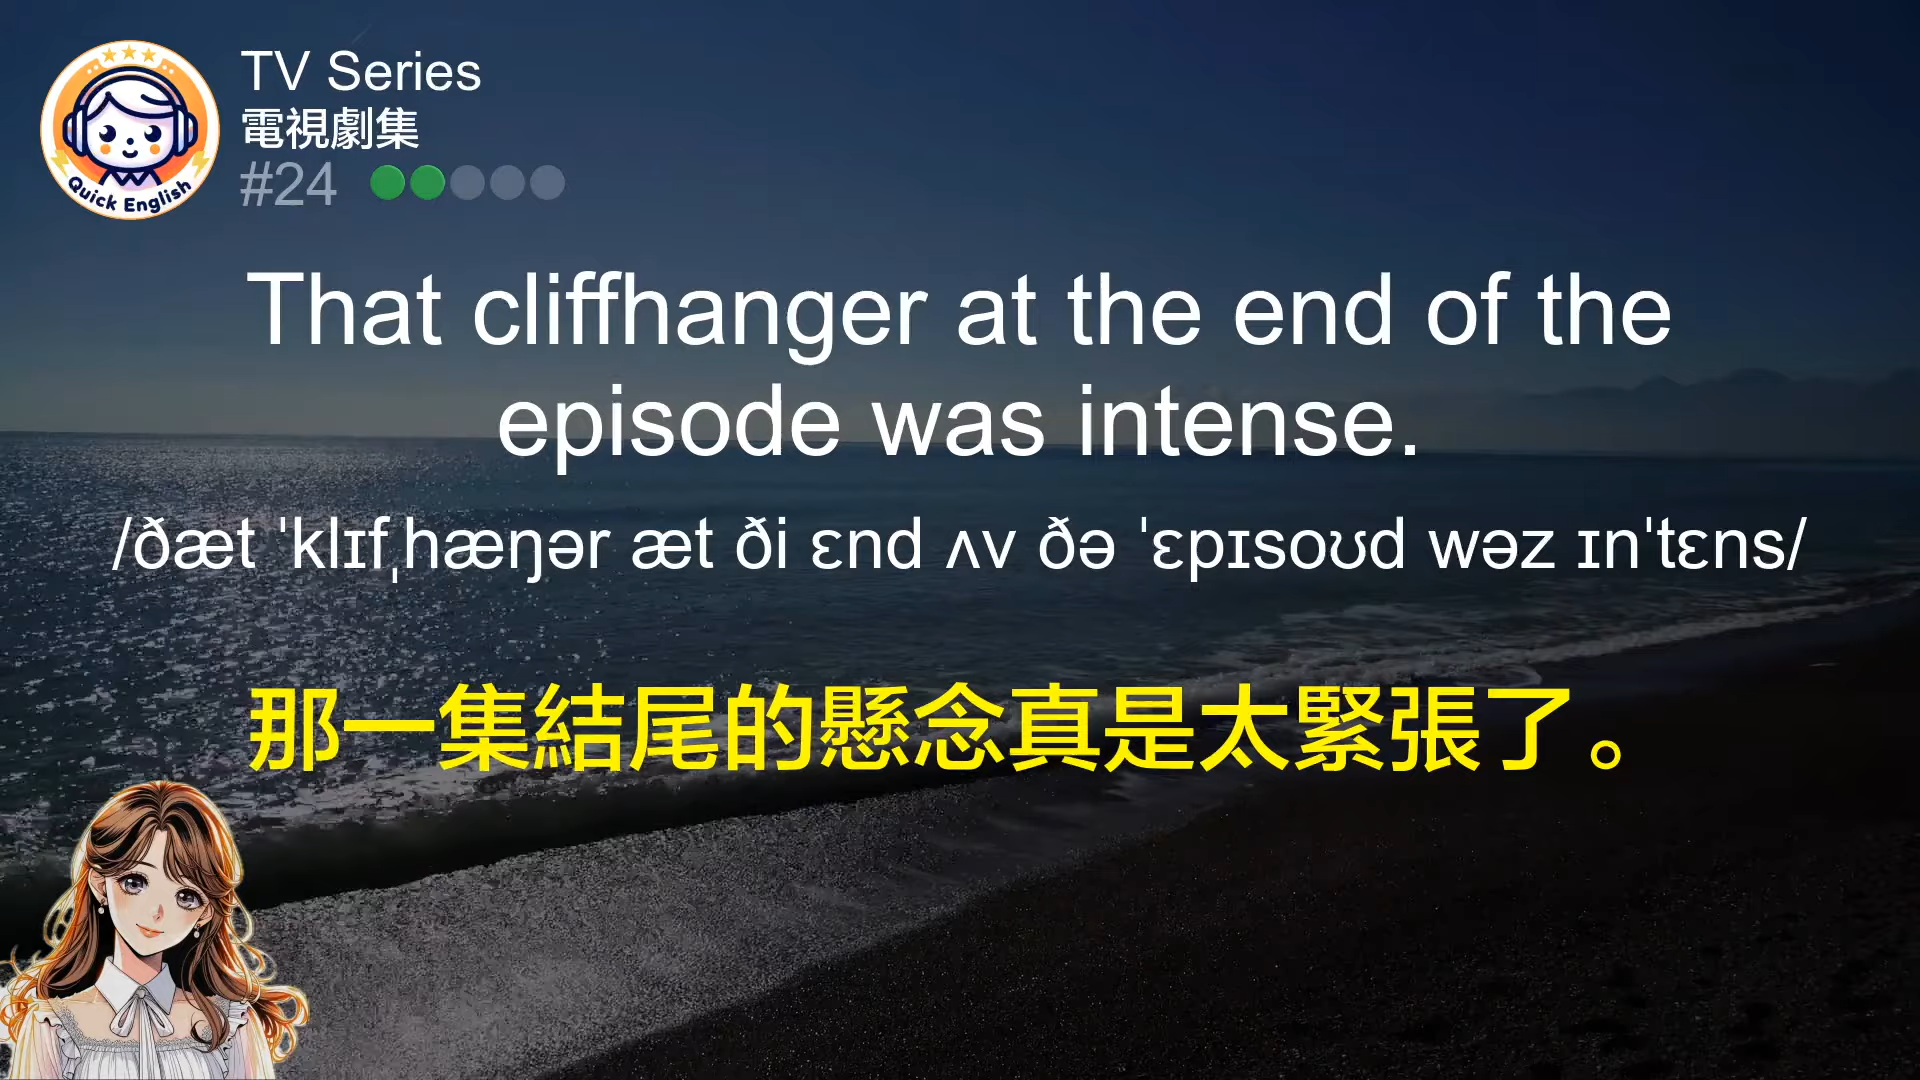 TV Series
電視劇集
#24
Quick English
That cliffhanger at the end of the
episode was intense.
/ðæt ˈklɪfˌhæŋər æt ði ɛnd ʌv ðə ˈɛpɪsoʊd wəz ɪnˈtɛns/
那一集結尾的懸念真是太緊張了。